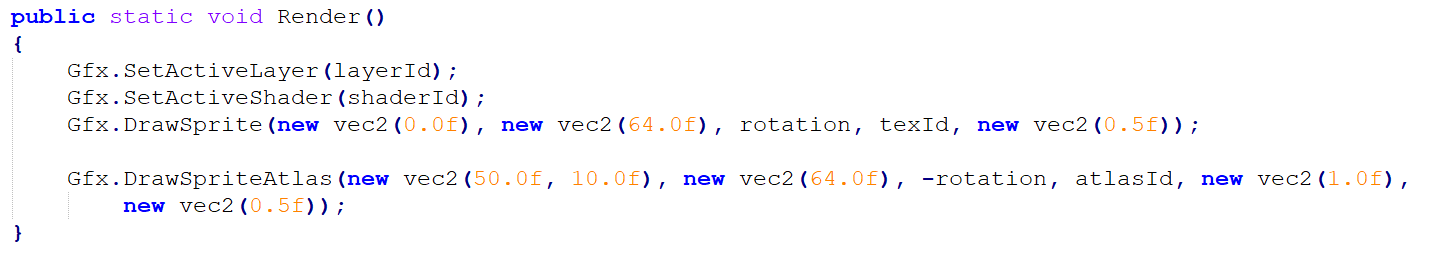 public static void Render()
{
    Gfx.SetActiveLayer(layerId);
    Gfx.SetActiveShader(shaderId);
    Gfx.DrawSprite(new vec2(0.0f), new vec2(64.0f), rotation, texId, new vec2(0.5f));

    Gfx.DrawSpriteAtlas(new vec2(50.0f, 10.0f), new vec2(64.0f), -rotation, atlasId, new vec2(1.0f),
        new vec2(0.5f));
}